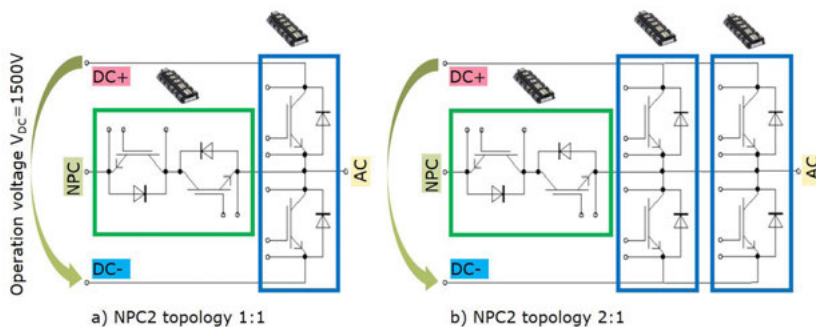 Operation voltage V_DC=1500V
DC+
NPC
AC
DC-
a) NPC2 topology 1:1
DC+
NPC
AC
DC-
b) NPC2 topology 2:1